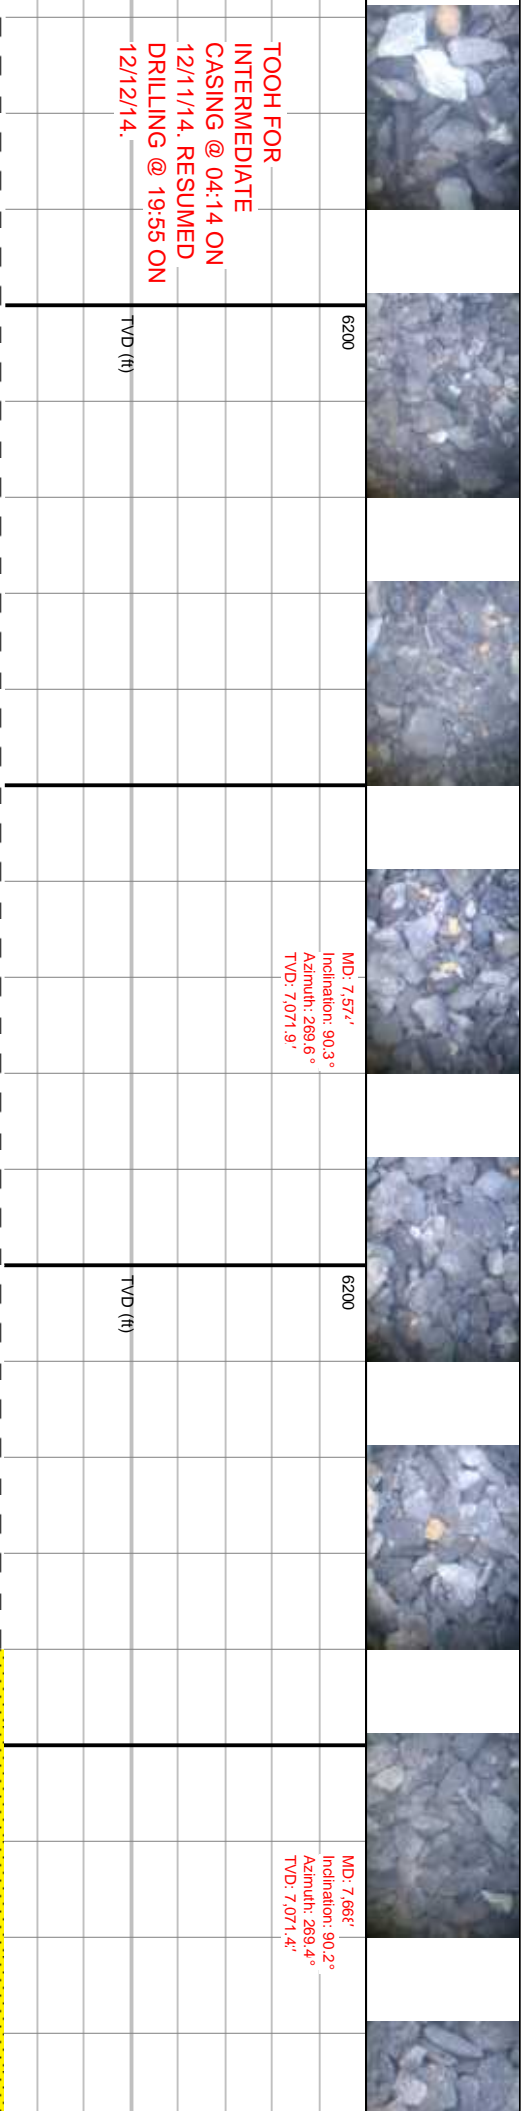 6200
TOOH FOR
INTERMEDIATE
CASING @ 04:14 ON
12/11/14. RESUMED
DRILLING @ 19:55 ON
12/12/14.
TVD (ft)
MD: 7,574'
Inclination: 90.3°
Azimuth: 269.6°
TVD: 7,071.9'
6200
TVD (ft)
MD: 7,668'
Inclination: 90.2°
Azimuth: 269.4°
TVD: 7,071.4'